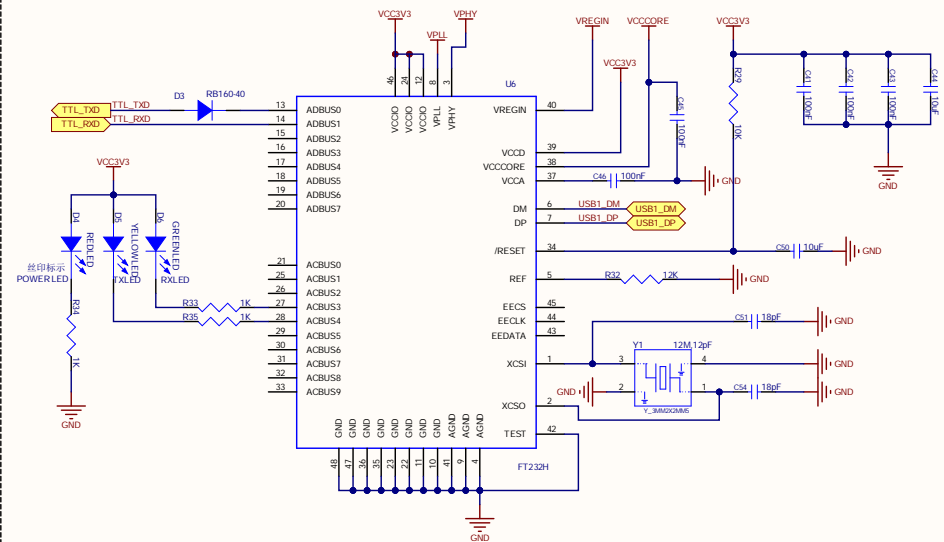 VCC3V3
VPHY
VPLL
VREGIN
VCCCORE
VCC3V3
VCC3V3
46
24
12
8
3
U6
VCCIO
VCCIO
VCCIO
VPLL
VPHY
D3
RB160-40
TTL_TXD
TTL_TXD
13
ADBUS0
TTL_RXD
TTL_RXD
14
ADBUS1
15
ADBUS2
16
ADBUS3
17
ADBUS4
18
ADBUS5
19
ADBUS6
20
ADBUS7
21
ACBUS0
25
ACBUS1
26
ACBUS2
27
ACBUS3
28
ACBUS4
29
ACBUS5
30
ACBUS6
31
ACBUS7
32
ACBUS8
33
ACBUS9
VCC3V3
D4
REDLED
D5
YELLOWLED
D6
GREENLED
丝印标示
POWERLED
TXLED
RXLED
R33
1K
R35
1K
R34
1K
GND
VREGIN
40
VCCD
39
VCCCORE
38
VCCA
37
DM
6
USB1_DM
USB1_DM
DP
7
USB1_DP
USB1_DP
/RESET
34
REF
5
EECS
45
EECLK
44
EEDATA
43
XCSI
1
XCSO
2
TEST
42
C45
100nF
C46
100nF
GND
R29
10K
C41
100nF
C42
100nF
C43
100nF
C44
10uF
GND
C50
10uF
GND
R32
12K
GND
C51
18pF
GND
Y1
12M,12pF
3
4
GND
GND
2
1
C54
18pF
GND
Y_3MM2X2MM5
GND
GND
GND
GND
GND
GND
GND
GND
AGND
AGND
AGND
48
47
36
35
23
22
11
10
41
9
4
FT232H
GND